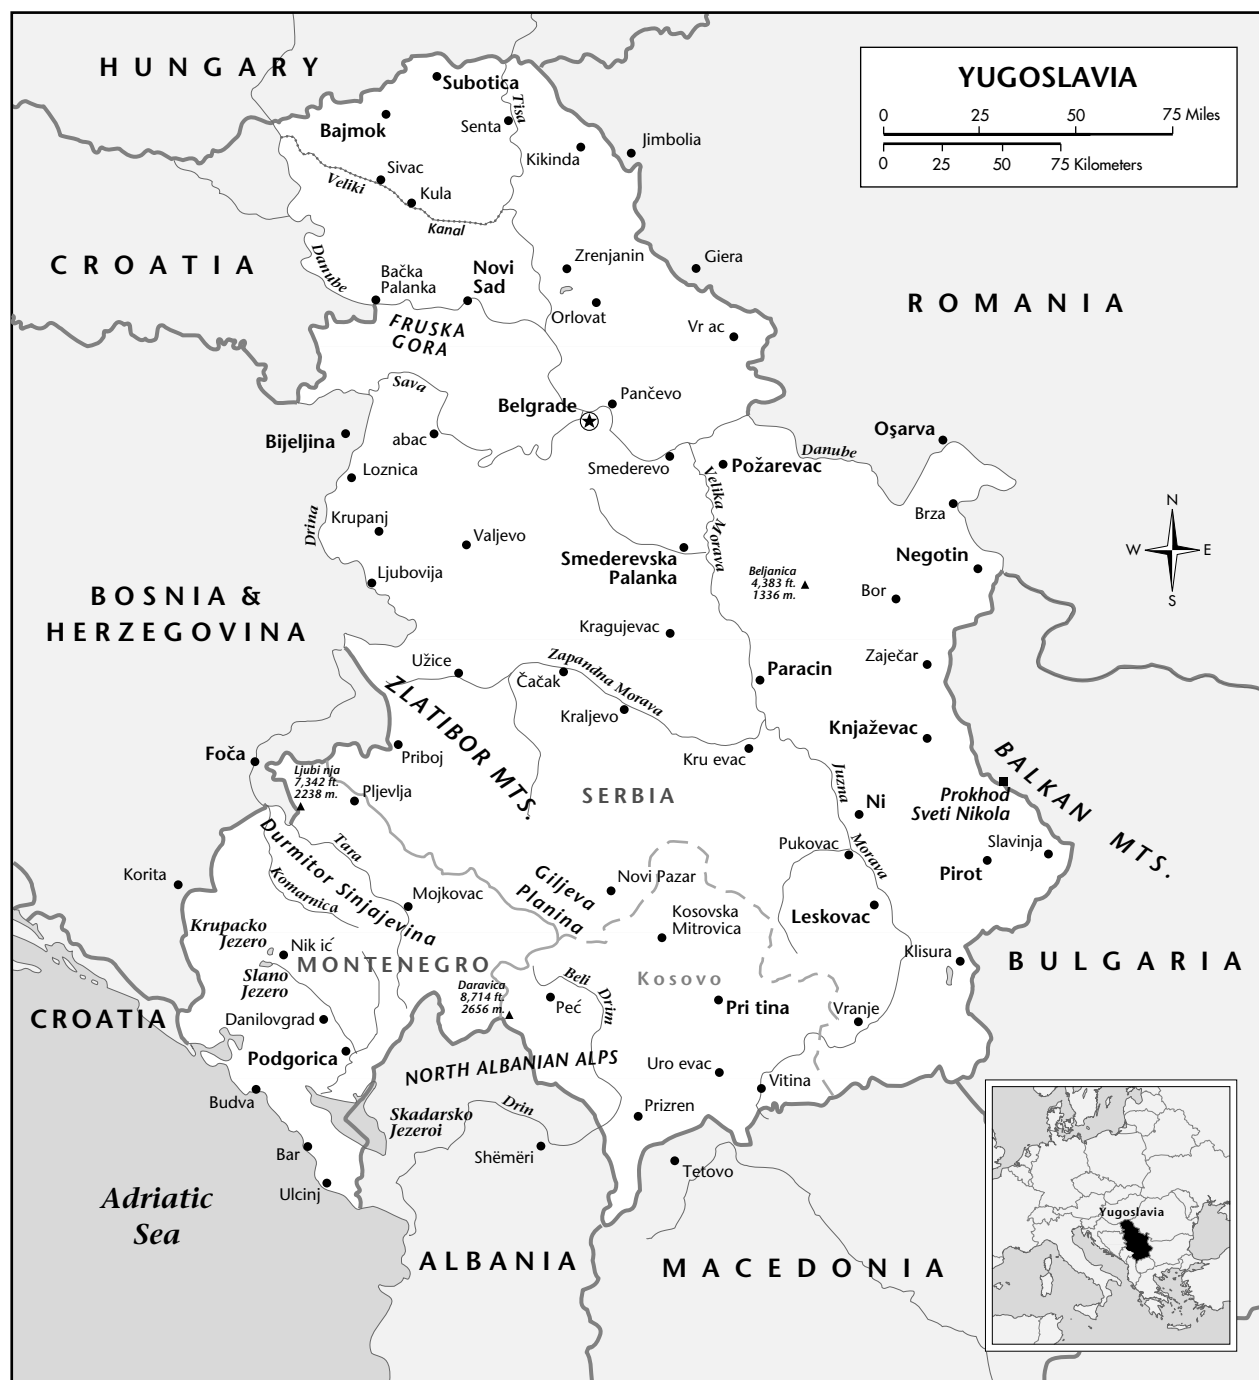 HUNGARY
YUGOSLAVIA
0 25 50 75 Miles
0 25 50 75 Kilometers
Subotica
Tisa
Bajmok
Senta
Kikinda
Jimbolia
Sivac
Veliki
Kula
Kanal
CROATIA
Danube
Bačka
Palanka
Novi
Sad
Zrenjanin
Giera
ROMANIA
FRUSKA
GORA
Orlovat
Vr ac
Sava
Belgrade
Pančevo
Bijeljina
abac
Oşarva
Danube
Loznica
Smederevo
Velika Morava
Požarevac
Drina
Krupanj
Valjevo
Brza
N
W E
S
Smederevska
Palanka
Negotin
Beljanica
4,383 ft.
1336 m.
Ljubovija
Bor
BOSNIA &
HERZEGOVINA
Kragujevac
Užice
Čačak
Zapandna Morava
Paracin
Zaječar
ZLATIBOR MTS.
Kraljevo
Knjaževac
Foča
Priboj
Kru evac
BALKAN MTS.
Ljubi nja
7,342 ft.
2238 m.
Pljevlja
SERBIA
Juzna
Morava
Ni
Prokhod
Sveti Nikola
Durmitor Sinjajevina
Tara
Pukovac
Slavinja
Korita
Komarnica
Mojkovac
Giljeva
Planina
Novi Pazar
Pirot
Krupacko
Jezero
Nik ić
Kosovska
Mitrovica
Leskovac
Klisura
BULGARIA
MONTENEGRO
Slano
Jezero
Daravica
8,714 ft.
2656 m.
Beli
Drim
Kosovo
Peć
Pri tina
Vranje
CROATIA
Danilovgrad
Podgorica
NORTH ALBANIAN ALPS
Uro evac
Vitina
Budva
Skadarsko
Jezeroi
Drin
Prizren
Bar
Shëmëri
Tetovo
Ulcinj
Adriatic
Sea
ALBANIA
MACEDONIA
Yugoslavia